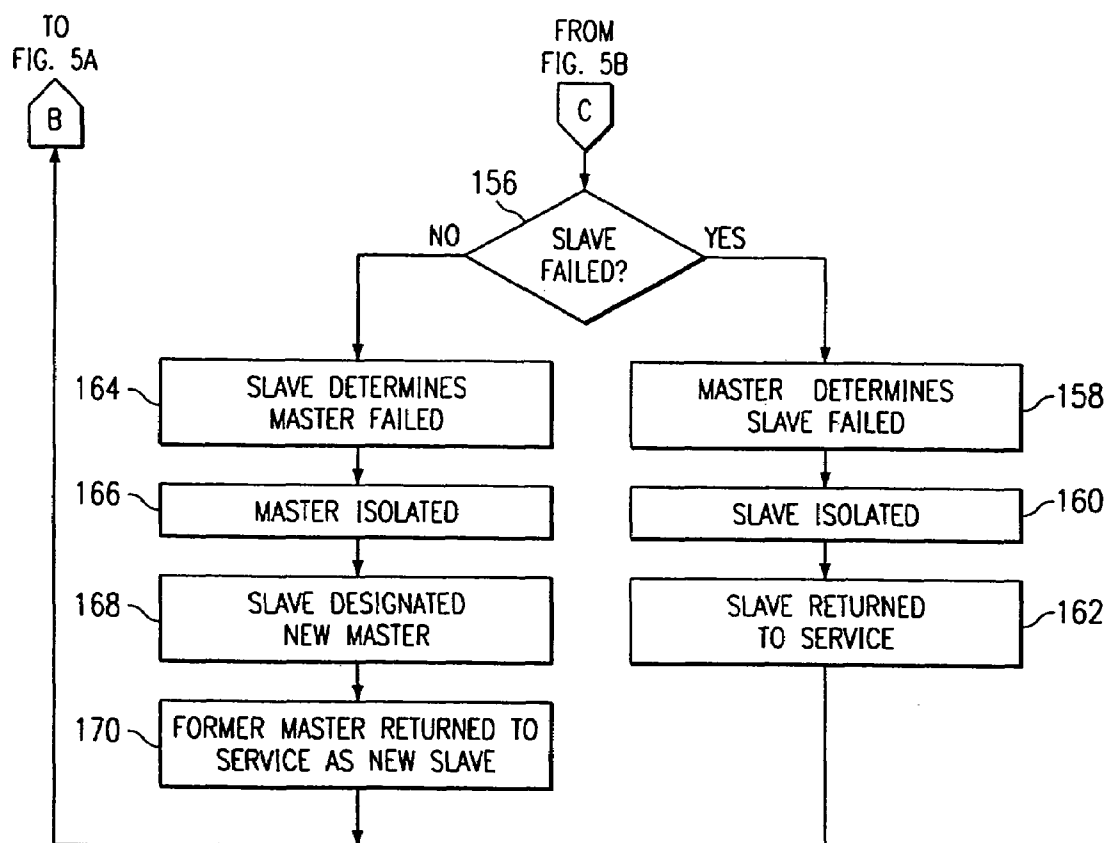 TO
FIG. 5A
B
FROM
FIG. 5B
C
156
NO
SLAVE
FAILED?
YES
164
SLAVE DETERMINES
MASTER FAILED
MASTER DETERMINES
SLAVE FAILED
158
166
MASTER ISOLATED
SLAVE ISOLATED
160
168
SLAVE DESIGNATED
NEW MASTER
SLAVE RETURNED
TO SERVICE
162
170
FORMER MASTER RETURNED TO
SERVICE AS NEW SLAVE